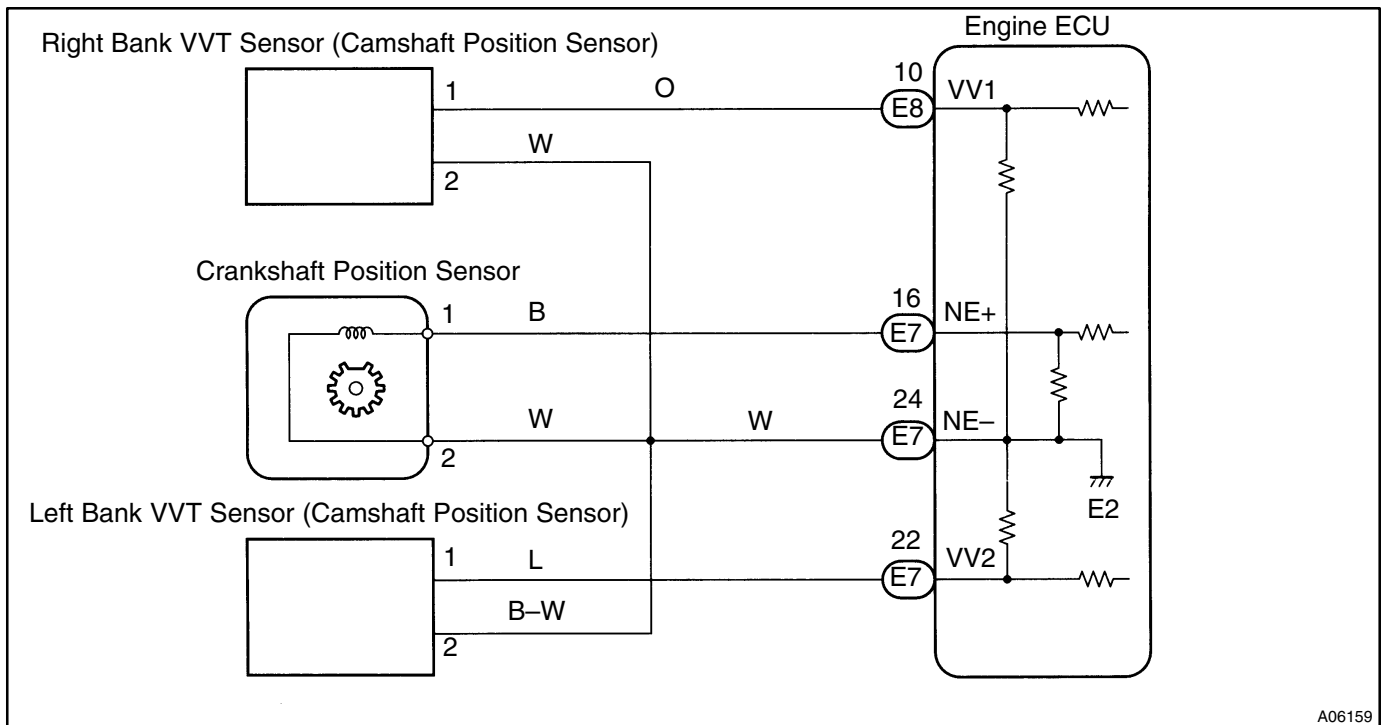 Engine ECU
Right Bank VVT Sensor (Camshaft Position Sensor)
1
O
10
E8
VV1
W
2
Crankshaft Position Sensor
1
B
16
E7
NE+
W
W
24
E7
NE–
2
E2
Left Bank VVT Sensor (Camshaft Position Sensor)
1
L
22
E7
VV2
B–W
2
A06159